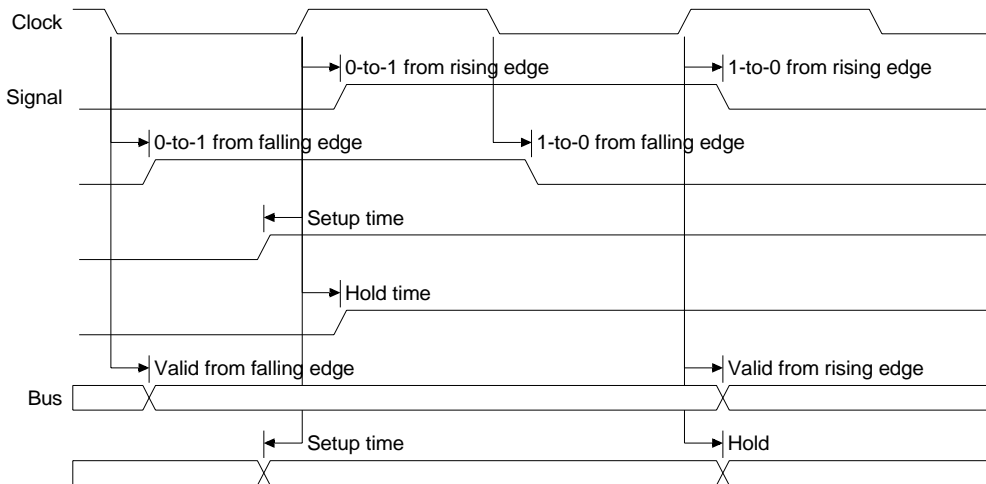 Clock
0-to-1 from rising edge
1-to-0 from rising edge
Signal
0-to-1 from falling edge
1-to-0 from falling edge
Setup time
Hold time
Valid from falling edge
Valid from rising edge
Bus
Setup time
Hold